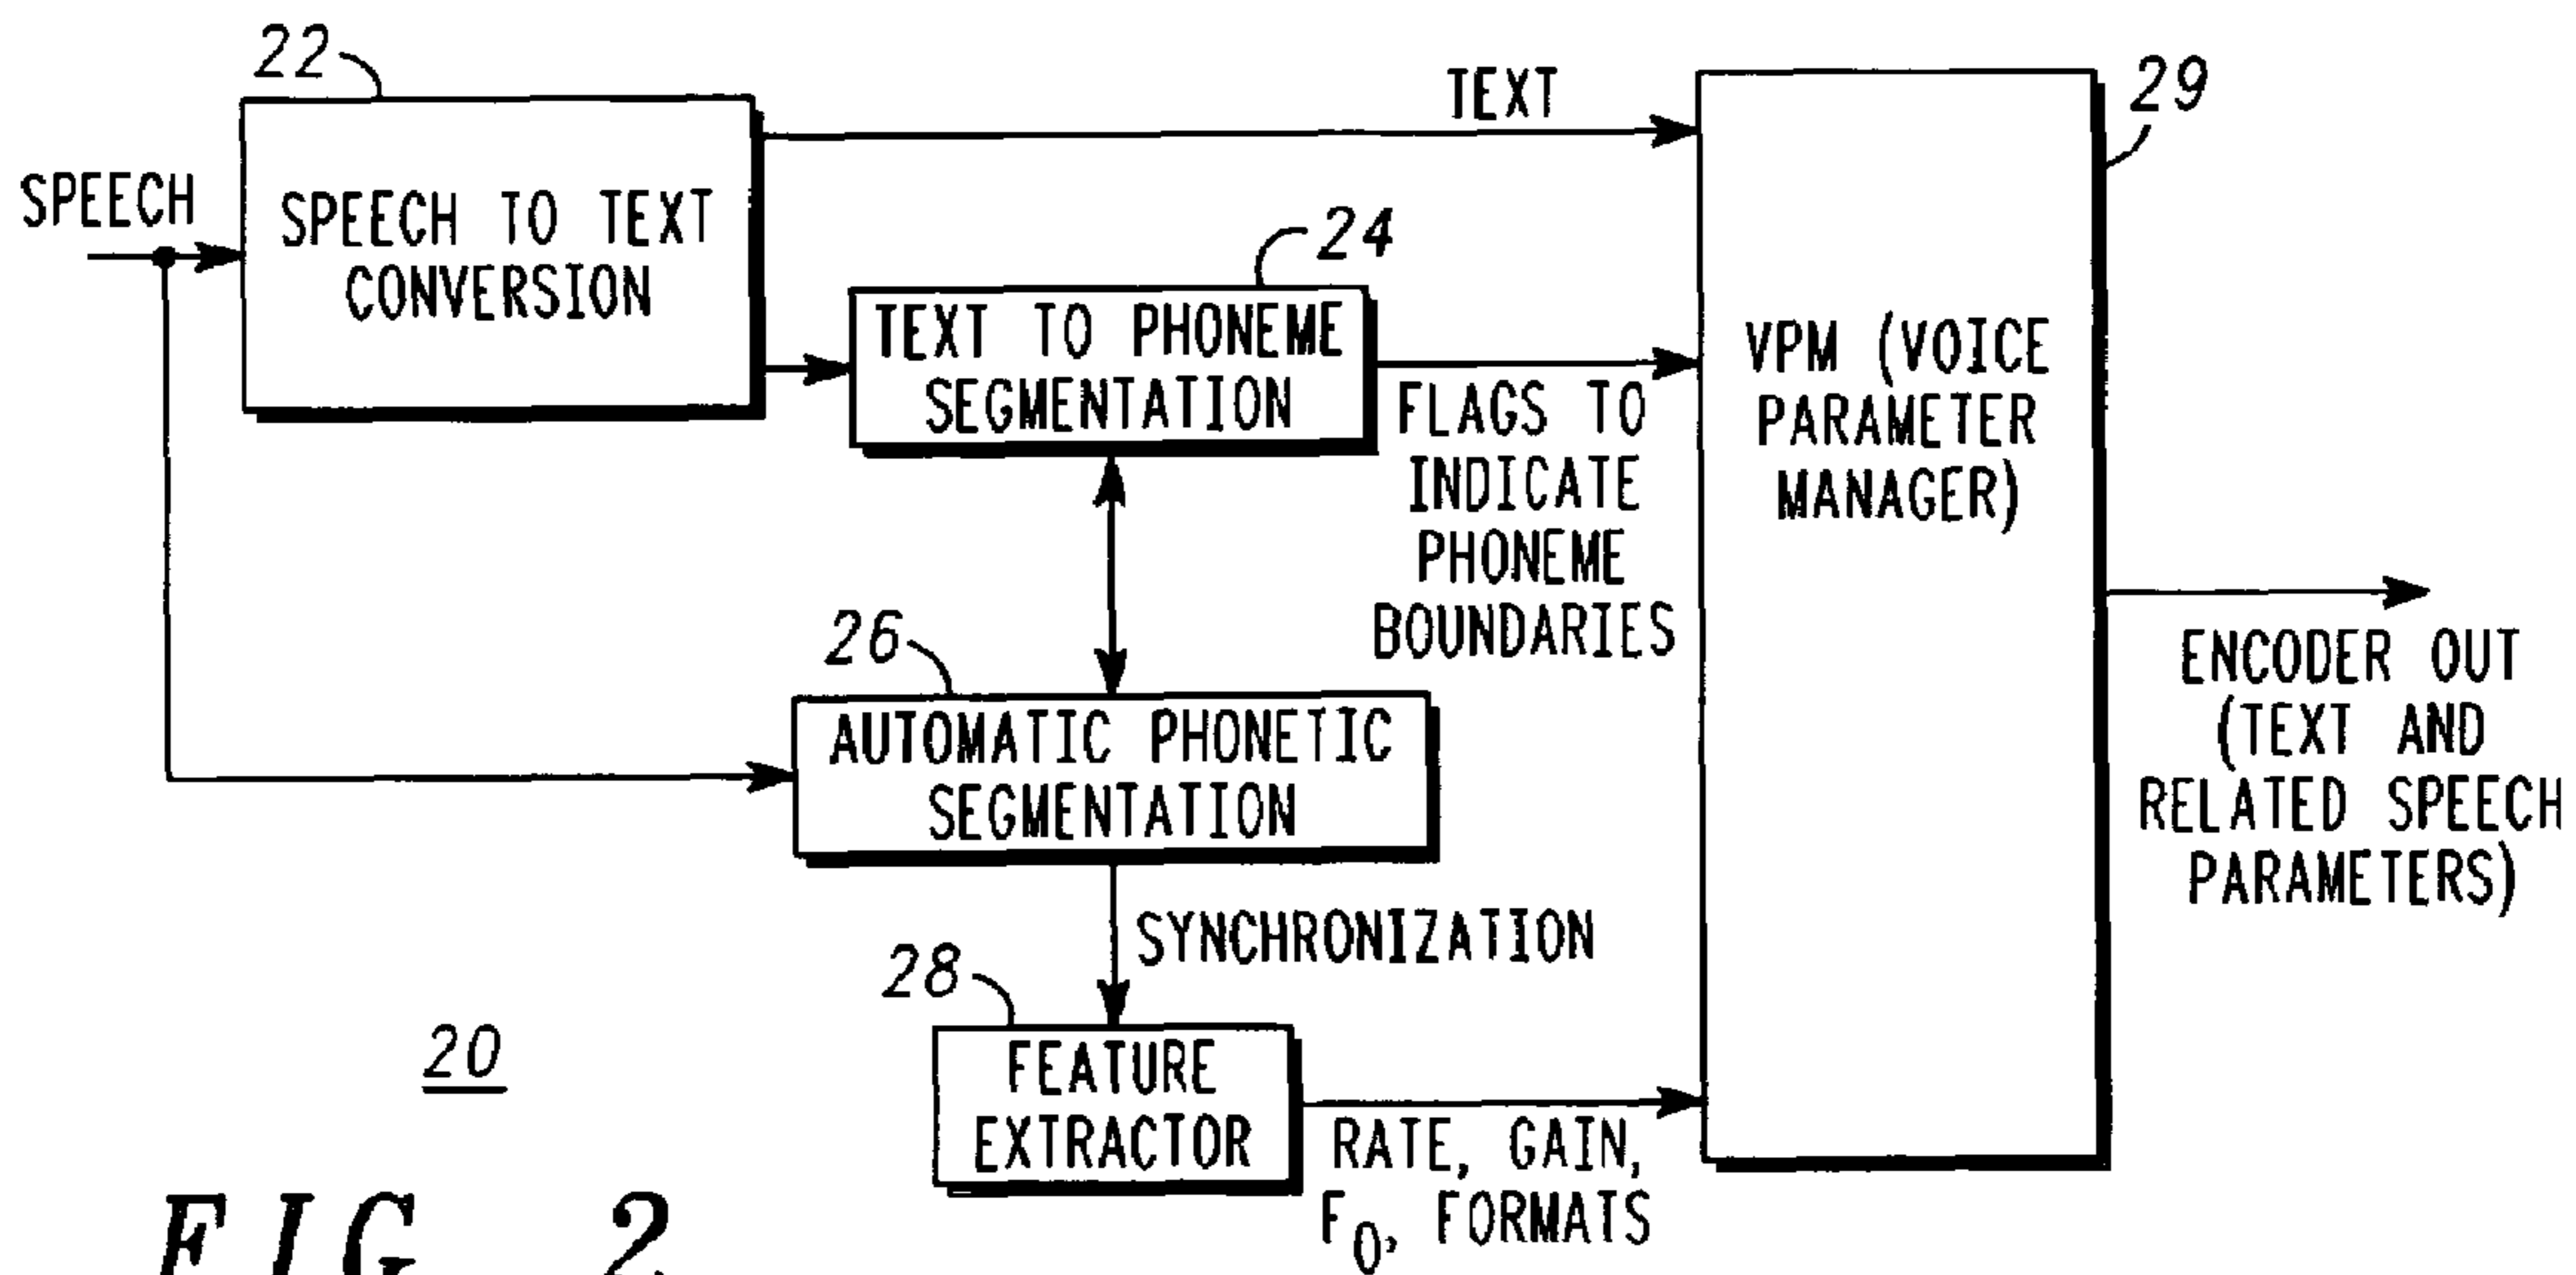 22
TEXT
29
SPEECH
SPEECH TO TEXT
CONVERSION
24
TEXT TO PHONEME
SEGMENTATION
FLAGS TO
INDICATE
PHONEME
BOUNDARIES
VPM (VOICE
PARAMETER
MANAGER)
26
AUTOMATIC PHONETIC
SEGMENTATION
ENCODER OUT
(TEXT AND
RELATED SPEECH
PARAMETERS)
SYNCHRONIZATION
28
FEATURE
EXTRACTOR
RATE, GAIN,
F0, FORMATS
20
FIG. 2